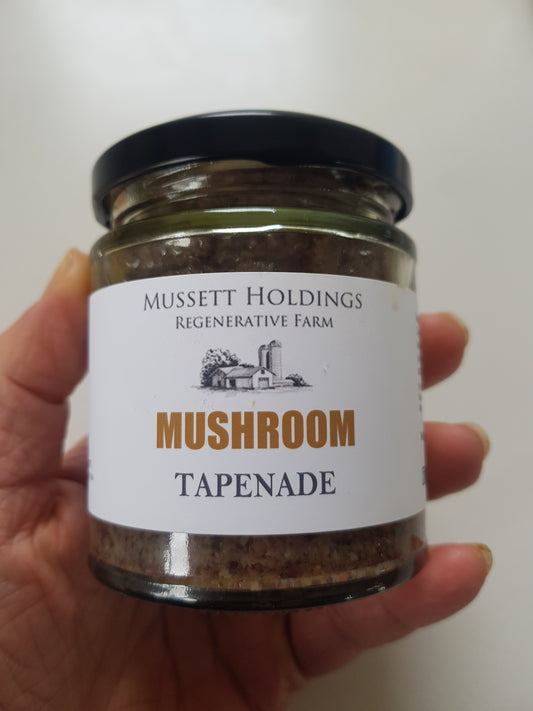 MUSSETT HOLDINGS
REGENERATIVE FARM
MUSHROOM
TAPENADE